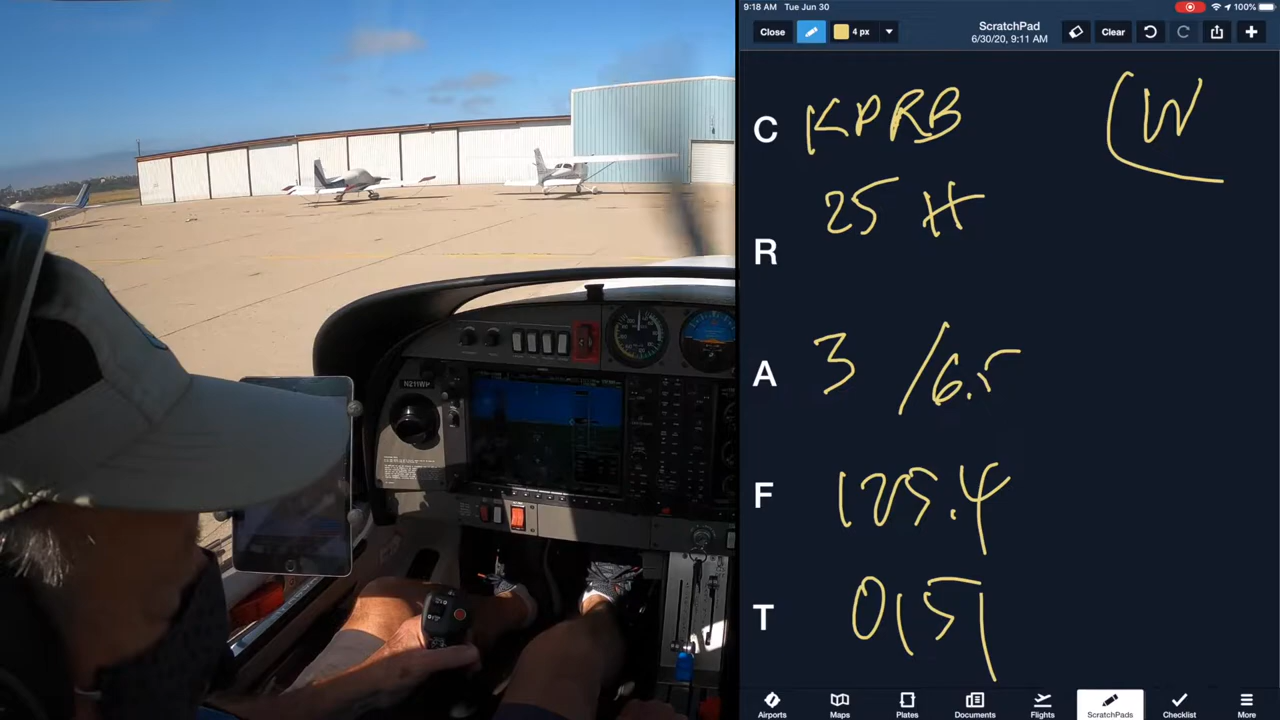 9:18 AM Tue Jun 30
100%
Close
4 px
ScratchPad
6/30/20, 9:11 AM
Clear
C KPRB (W
25 H
R
A 3 /6.5
F 125.4
T 0151
N211WP
Airports Maps Plates Documents Flights ScratchPads Checklist More